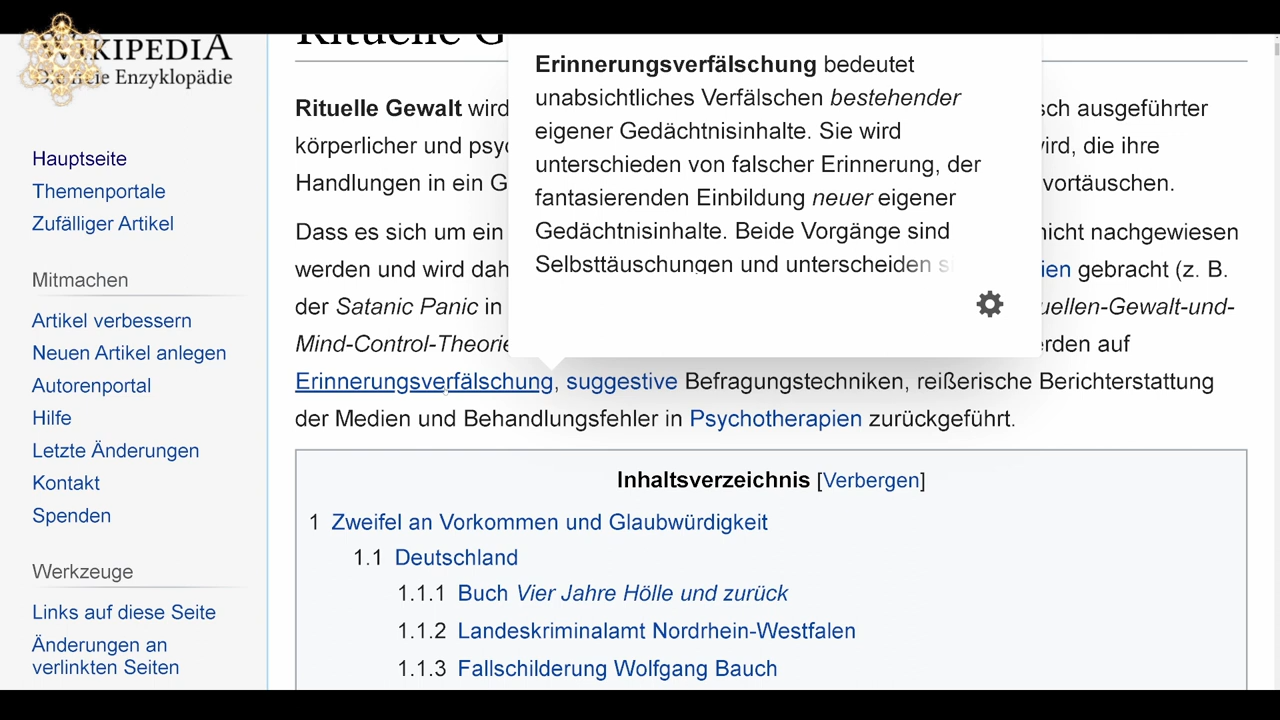 WIKIPEDIA
Die freie Enzyklopädie
Hauptseite
Themenportale
Zufälliger Artikel
Mitmachen
Artikel verbessern
Neuen Artikel anlegen
Autorenportal
Hilfe
Letzte Änderungen
Kontakt
Spenden
Werkzeuge
Links auf diese Seite
Änderungen an
verlinkten Seiten
Rituelle G
Rituelle Gewalt wird
sch ausgeführter
körperlicher und psyc
vird, die ihre
Handlungen in ein G
vortäuschen.
Dass es sich um ein
nicht nachgewiesen
werden und wird dah
ien gebracht (z. B.
der Satanic Panic in
uellen-Gewalt-und-
Mind-Control-Theorie
erden auf
Erinnerungsverfälschung, suggestive Befragungstechniken, reißerische Berichterstattung
der Medien und Behandlungsfehler in Psychotherapien zurückgeführt.
Erinnerungsverfälschung bedeutet
unabsichtliches Verfälschen bestehender
eigener Gedächtnisinhalte. Sie wird
unterschieden von falscher Erinnerung, der
fantasierenden Einbildung neuer eigener
Gedächtnisinhalte. Beide Vorgänge sind
Selbsttäuschungen und unterscheiden s
Inhaltsverzeichnis [Verbergen]
1 Zweifel an Vorkommen und Glaubwürdigkeit
1.1 Deutschland
1.1.1 Buch Vier Jahre Hölle und zurück
1.1.2 Landeskriminalamt Nordrhein-Westfalen
1.1.3 Fallschilderung Wolfgang Bauch